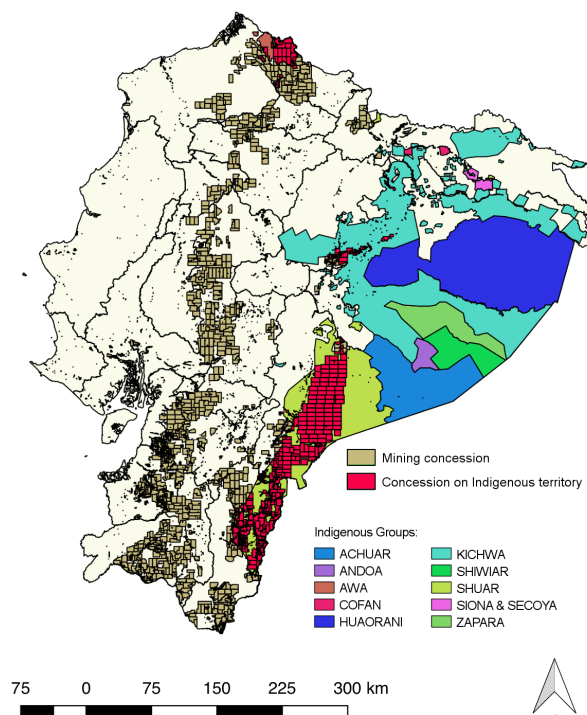 Mining concession
Concession on Indigenous territory
Indigenous Groups:
ACHUAR KICHWA
ANDOA SHIWIAR
AWA SHUAR
COFAN SIONA & SECOYA
HUAORANI ZAPARA
75 0 75 150 225 300 km